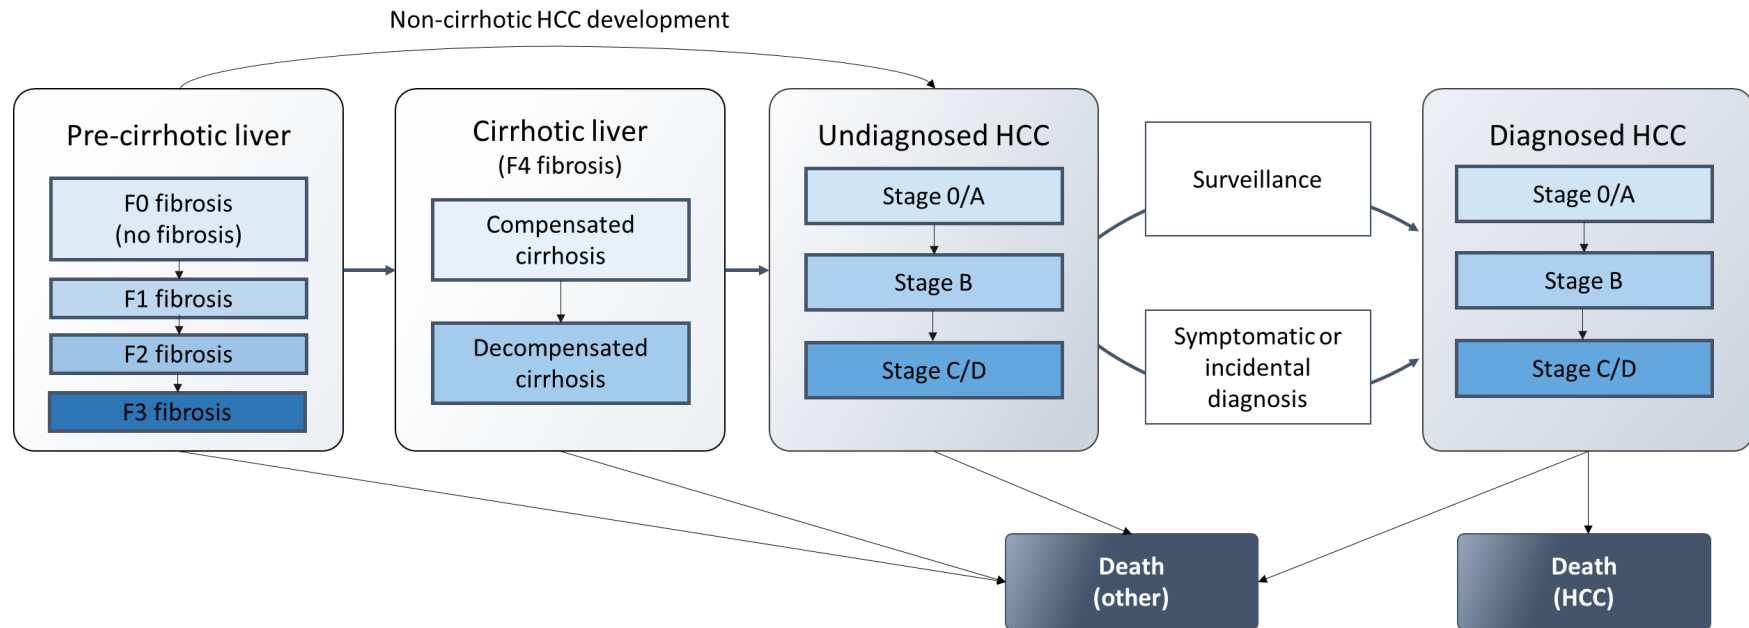 Non-cirrhotic HCC development
Pre-cirrhotic liver
F0 fibrosis
(no fibrosis)
F1 fibrosis
F2 fibrosis
F3 fibrosis
Cirrhotic liver
(F4 fibrosis)
Compensated
cirrhosis
Decompensated
cirrhosis
Undiagnosed HCC
Stage 0/A
Stage B
Stage C/D
Surveillance
Symptomatic or
incidental
diagnosis
Diagnosed HCC
Stage 0/A
Stage B
Stage C/D
Death
(other)
Death
(HCC)